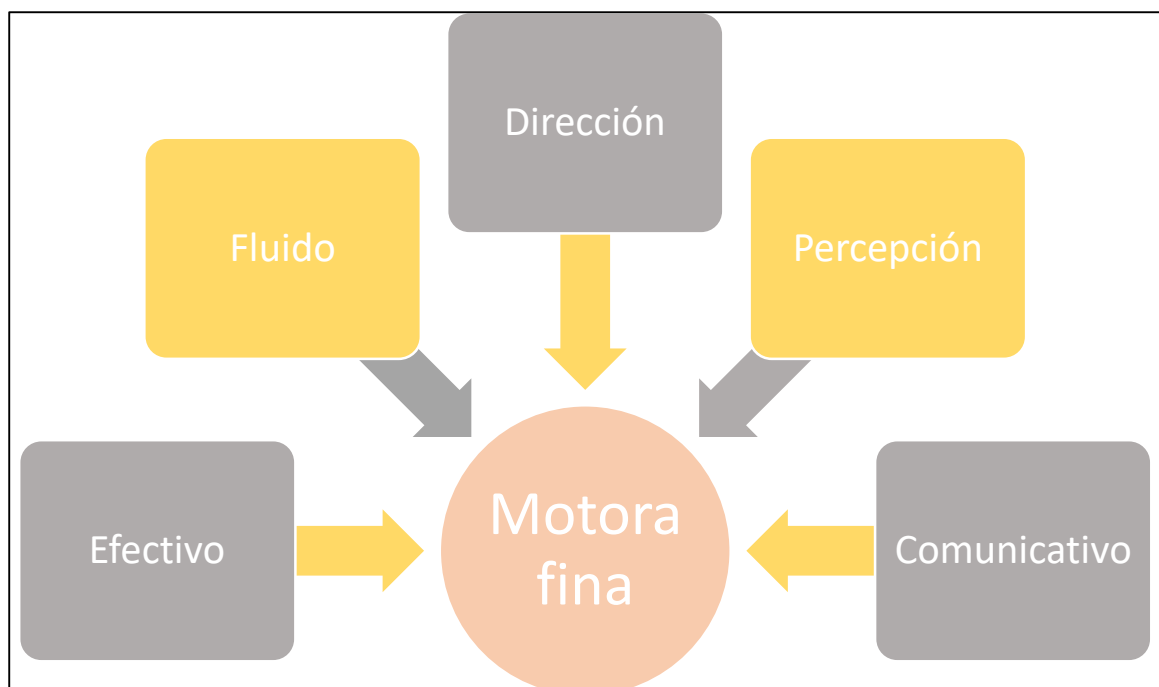 Dirección
Fluido
Percepción
Efectivo
Motora
fina
Comunicativo